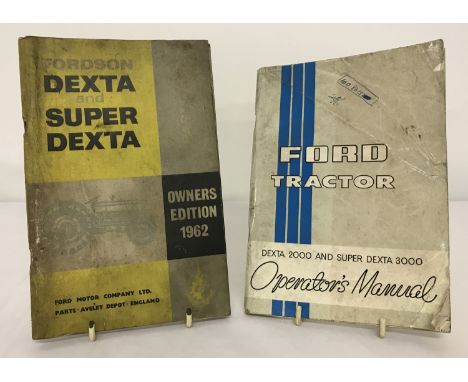 FORDSON
DEXTA
and
SUPER
DEXTA
OWNERS
EDITION
1962
FORD MOTOR COMPANY LTD.
PARTS · AVELEY DEPOT · ENGLAND
FORD
TRACTOR
DEXTA 2000 AND SUPER DEXTA 3000
Operator's Manual